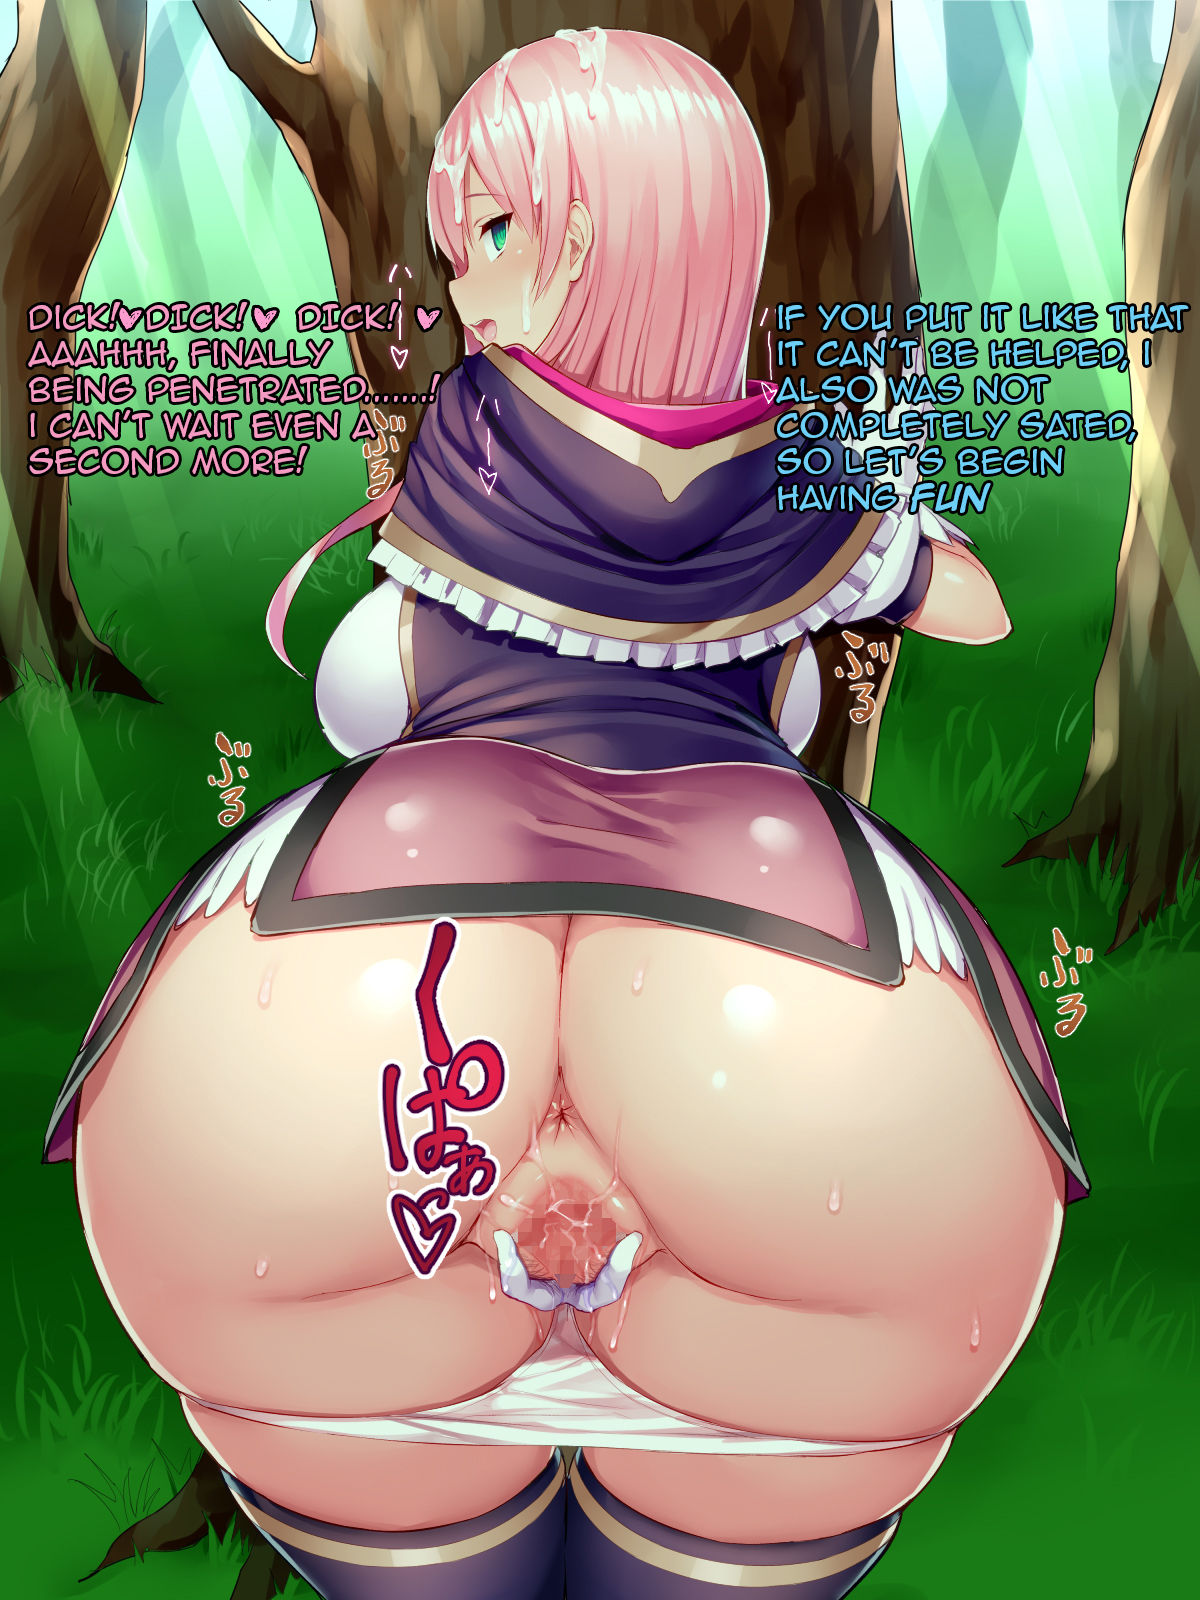 DICK!♥DICK!♥ DICK! ♥
AAAHHH, FINALLY
BEING PENETRATED.......!
I CAN'T WAIT EVEN A
SECOND MORE!
IF YOU PUT IT LIKE THAT
IT CAN'T BE HELPED, I
ALSO WAS NOT
COMPLETELY SATED,
SO LET'S BEGIN
HAVING FUN
ぶる
ぶる
ぶる
ぶる
くぱぁ♡